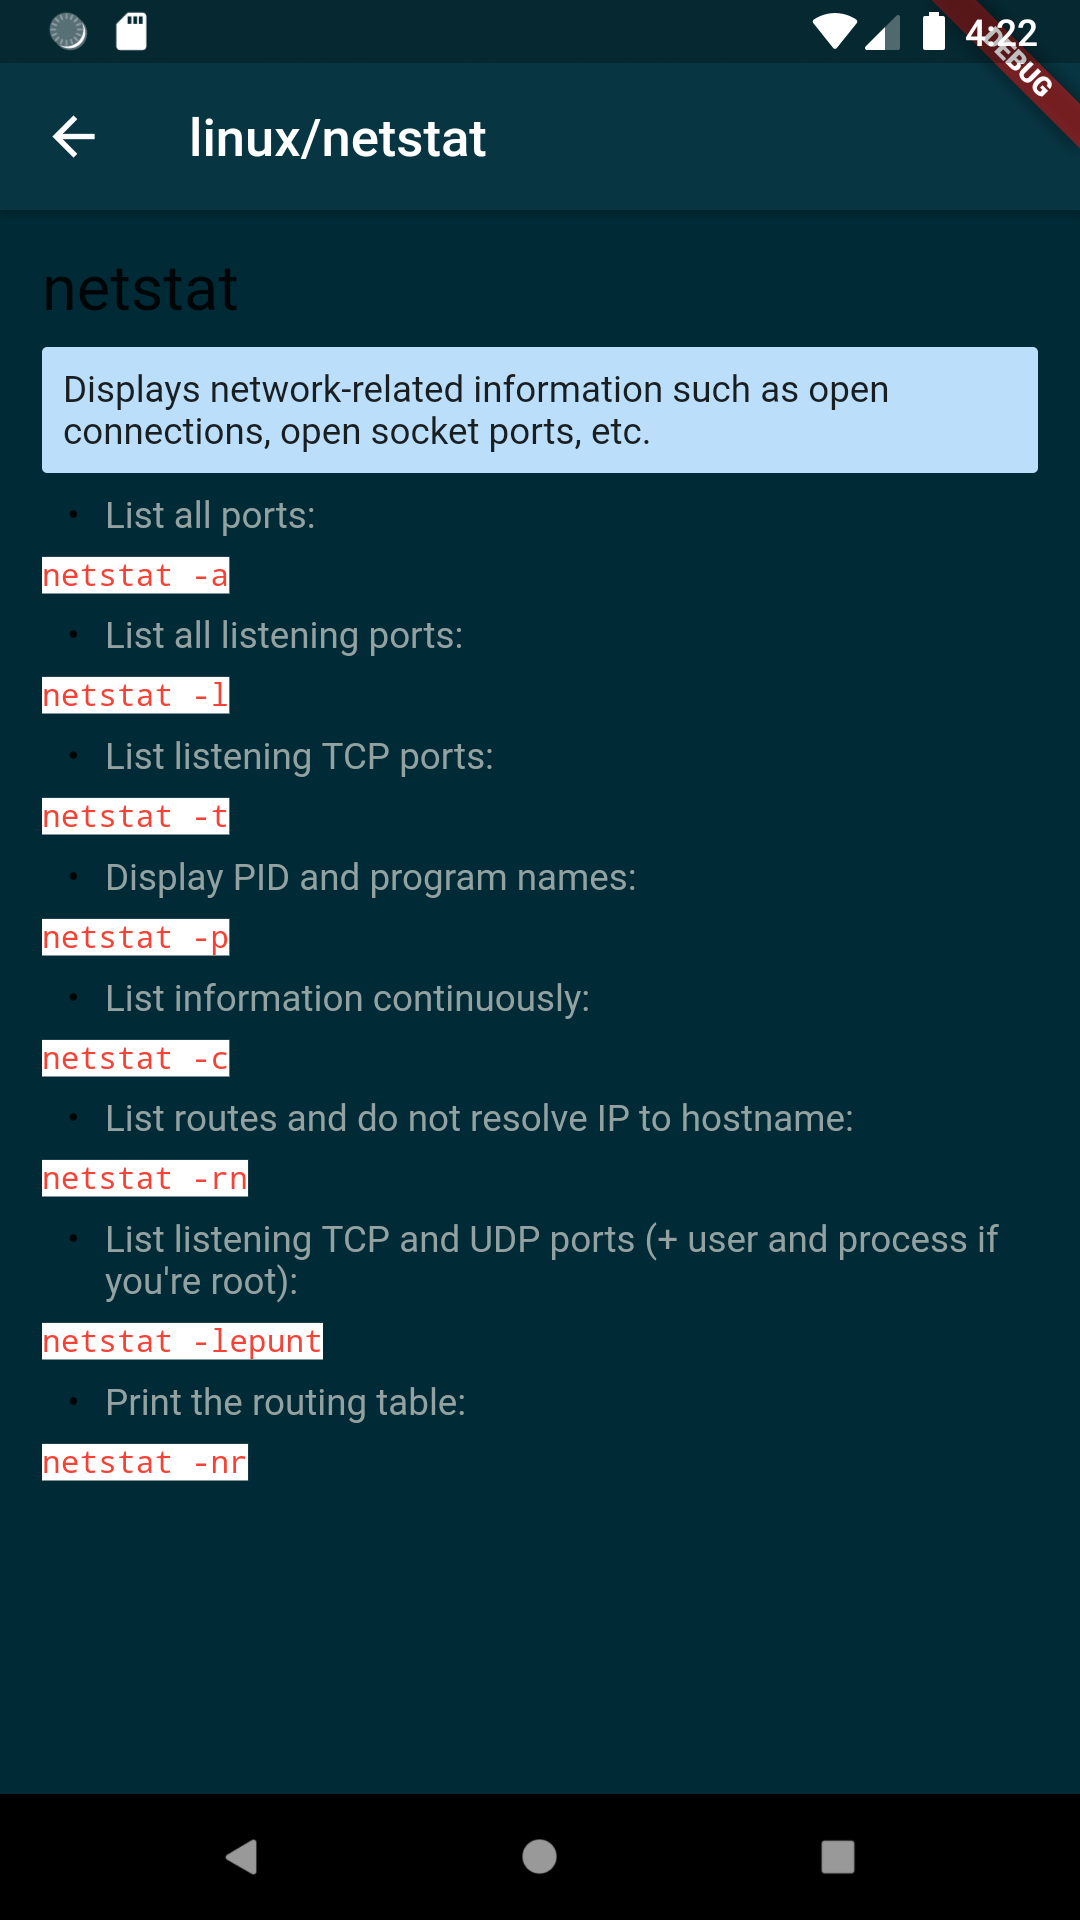 4:22
DEBUG
linux/netstat
netstat
Displays network-related information such as open
connections, open socket ports, etc.
• List all ports:
netstat -a
• List all listening ports:
netstat -l
• List listening TCP ports:
netstat -t
• Display PID and program names:
netstat -p
• List information continuously:
netstat -c
• List routes and do not resolve IP to hostname:
netstat -rn
• List listening TCP and UDP ports (+ user and process if
you're root):
netstat -lepunt
• Print the routing table:
netstat -nr